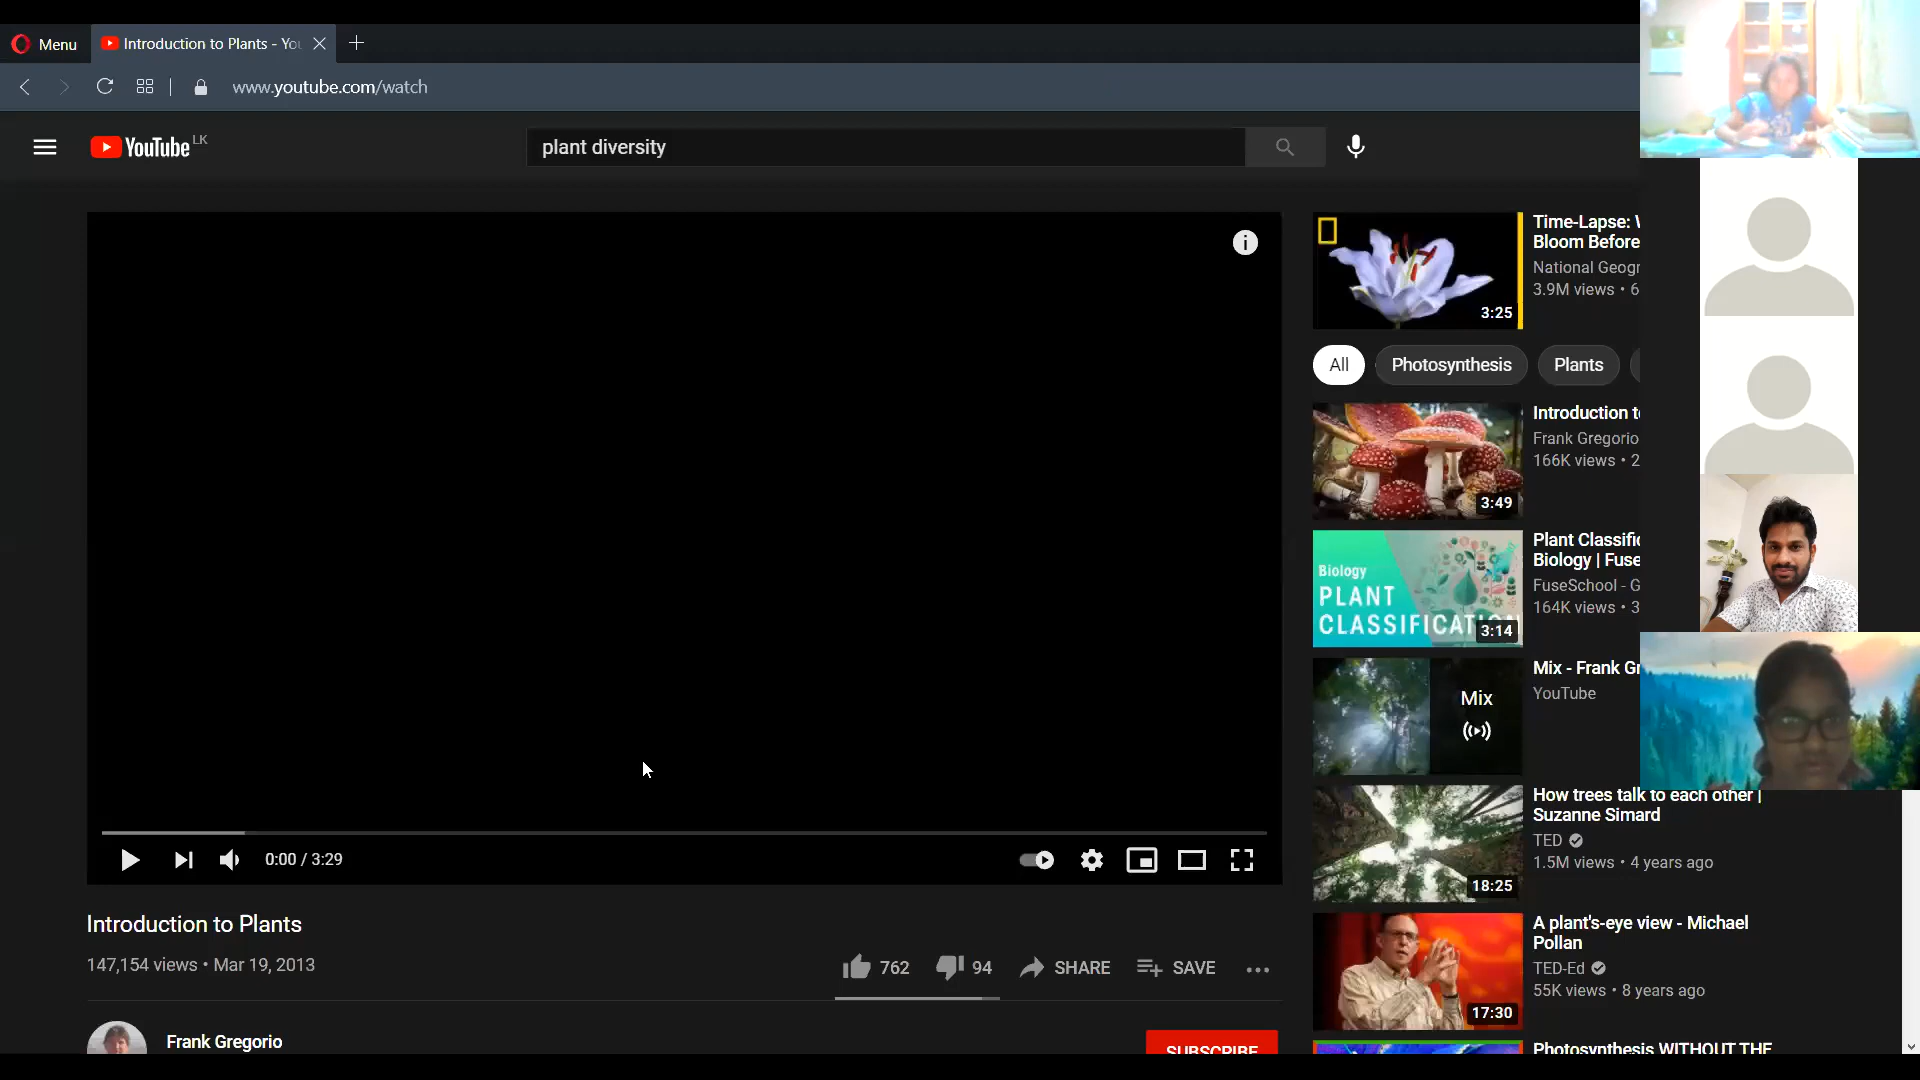 Menu
Introduction to Plants - You
www.youtube.com/watch
YouTube LK
plant diversity
Time-Lapse:
Bloom Before
National Geogr
3.9M views • 6
3:25
All
Photosynthesis
Plants
Introduction to
Frank Gregorio
166K views • 2
3:49
Biology
PLANT
CLASSIFICATION
3:14
Plant Classific
Biology | Fuse
FuseSchool - G
164K views • 3
Mix
Mix - Frank Gr
YouTube
How trees talk to each other |
Suzanne Simard
TED
1.5M views • 4 years ago
18:25
A plant's-eye view - Michael
Pollan
TED-Ed
55K views • 8 years ago
17:30
Photosynthesis WITHOUT THE
0:00 / 3:29
Introduction to Plants
147,154 views • Mar 19, 2013
762
94
SHARE
SAVE
Frank Gregorio
SUBSCRIBE